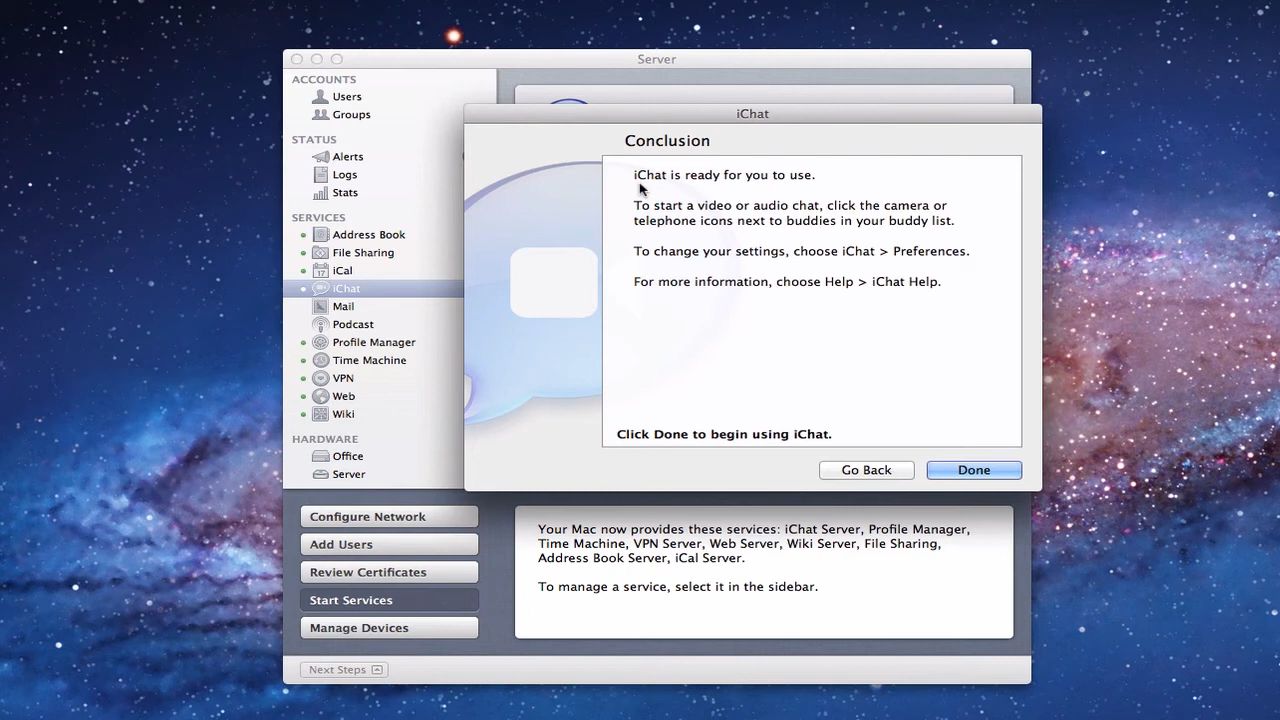 Server
ACCOUNTS
Users
Groups
STATUS
Alerts
Logs
Stats
SERVICES
Address Book
File Sharing
17
iCal
iChat
Mail
Podcast
Profile Manager
Time Machine
VPN
Web
Wiki
HARDWARE
Office
Server
iChat
Conclusion
iChat is ready for you to use.
To start a video or audio chat, click the camera or
telephone icons next to buddies in your buddy list.
To change your settings, choose iChat > Preferences.
For more information, choose Help > iChat Help.
Click Done to begin using iChat.
Go Back
Done
Configure Network
Add Users
Review Certificates
Start Services
Manage Devices
Your Mac now provides these services: iChat Server, Profile Manager,
Time Machine, VPN Server, Web Server, Wiki Server, File Sharing,
Address Book Server, iCal Server.
To manage a service, select it in the sidebar.
Next Steps